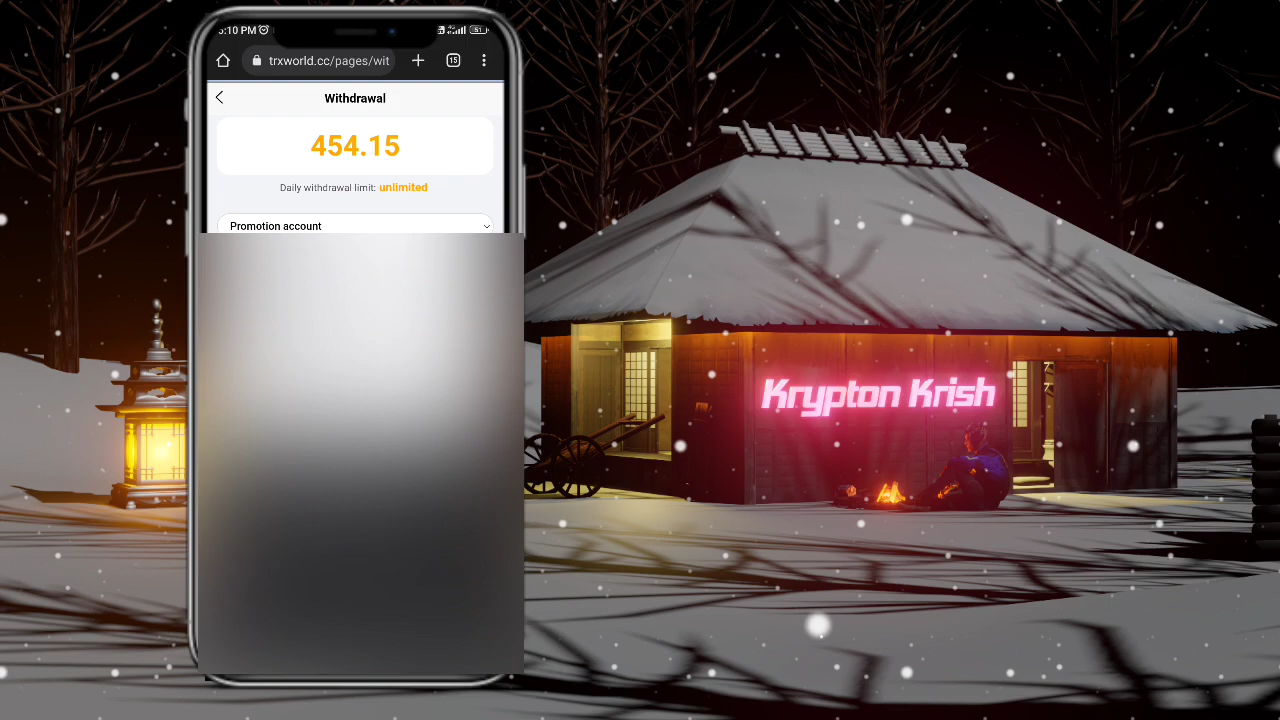 5:10 PM
51
trxworld.cc/pages/wit
15
Withdrawal
454.15
Daily withdrawal limit: unlimited
Promotion account
Krypton Krish